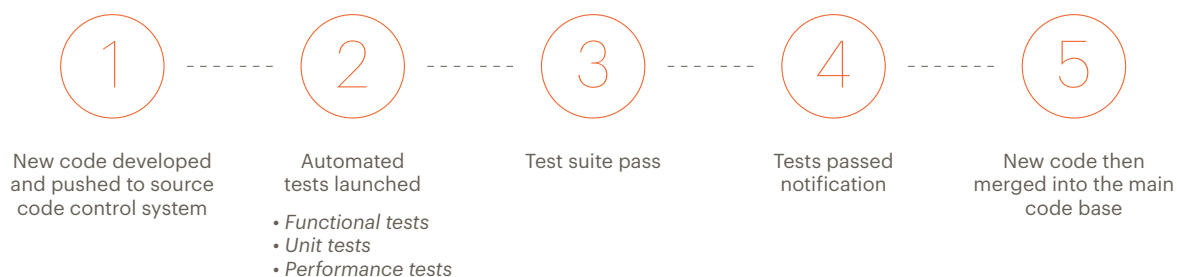 1
2
3
4
5
New code developed
and pushed to source
code control system
Automated
tests launched
• Functional tests
• Unit tests
• Performance tests
Test suite pass
Tests passed
notification
New code then
merged into the main
code base